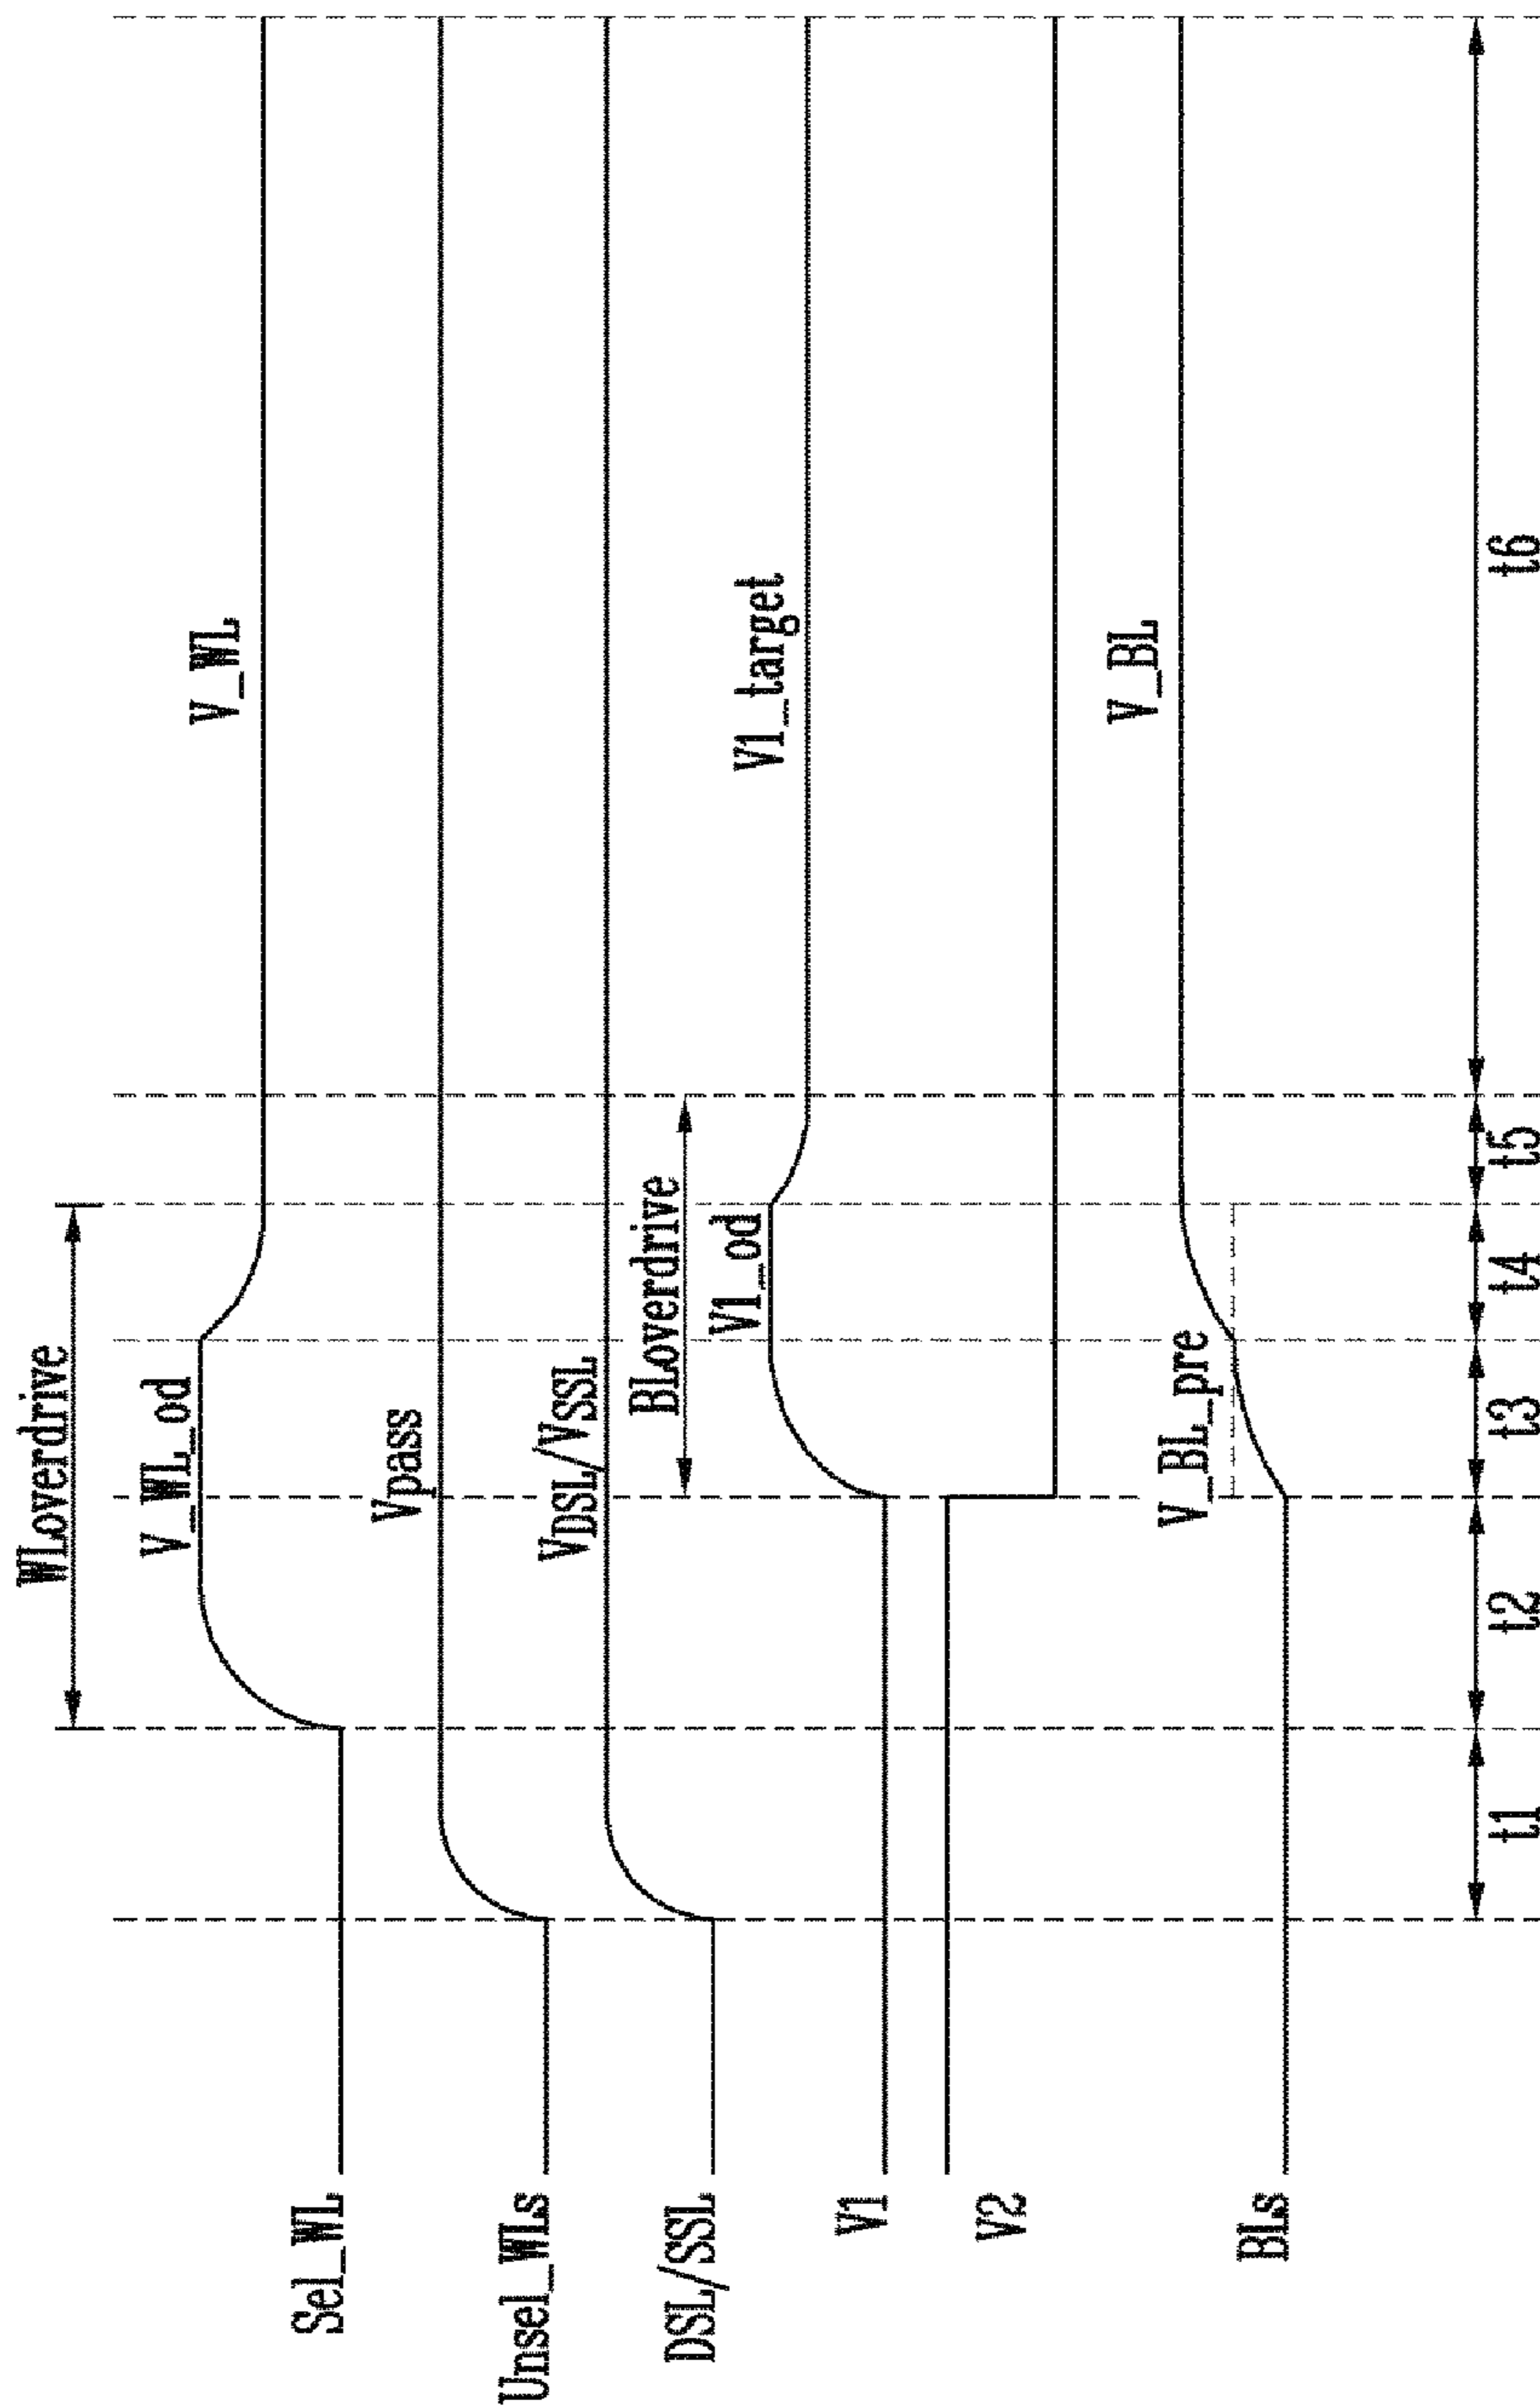 WLoverdrive
V_WL_od
V_WL
Sel_WL
Vpass
Unsel_WLs
VDSL/VSSL
DSL/SSL
BLoverdrive
V1_od
V1_target
V1
V2
V_BL_pre
V_BL
BLs
t1 t2 t3 t4 t5 t6